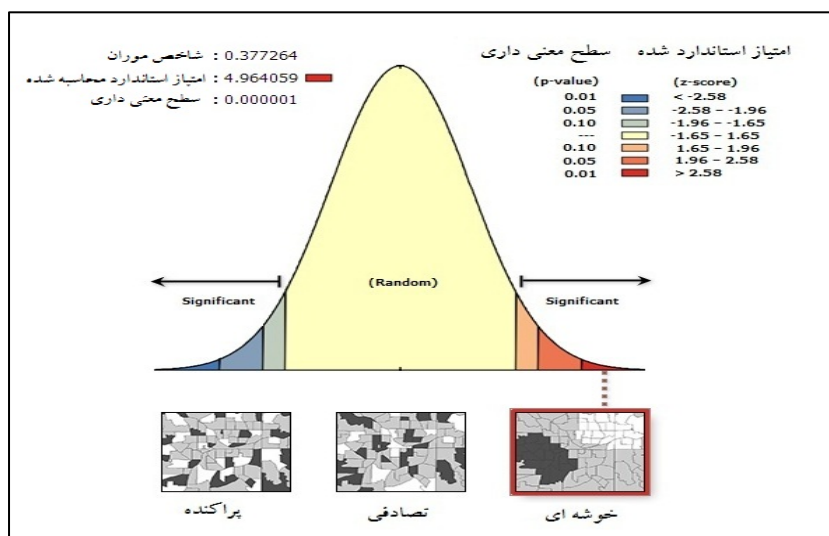 شاخص موران : 0.377264
امتیاز استاندارد محاسبه شده : 4.964059
سطح معنی داری : 0.000001
سطح معنی داری امتیاز استاندارد شده
(p-value) (z-score)
0.01 < -2.58
0.05 -2.58 - -1.96
0.10 -1.96 - -1.65
--- -1.65 - 1.65
0.10 1.65 - 1.96
0.05 1.96 - 2.58
0.01 > 2.58
Significant (Random) Significant
پراکنده تصادفی خوشه ای